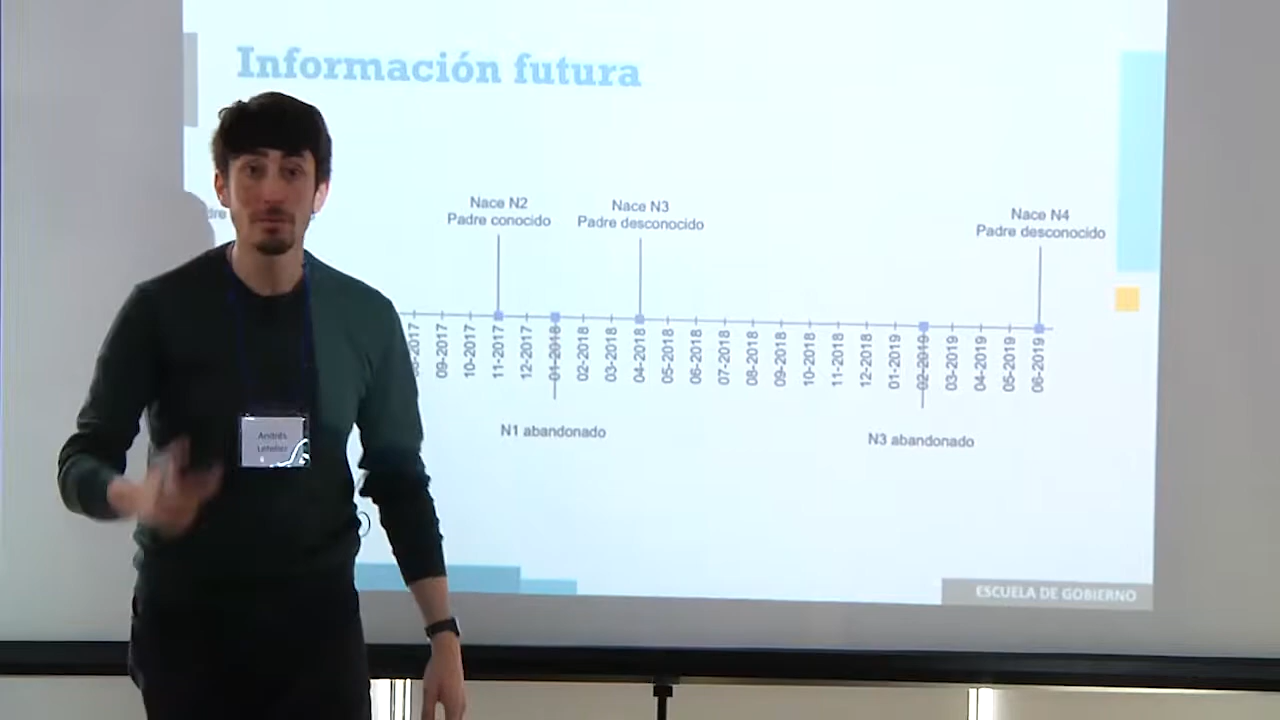 Información futura
Nace N2
Padre conocido
Nace N3
Padre desconocido
Nace N4
Padre desconocido
09-2017
10-2017
11-2017
12-2017
01-2018
02-2018
03-2018
04-2018
05-2018
06-2018
07-2018
08-2018
09-2018
10-2018
11-2018
12-2018
01-2019
02-2019
03-2019
04-2019
05-2019
06-2019
N1 abandonado
N3 abandonado
Andrés
ESCUELA DE GOBIERNO